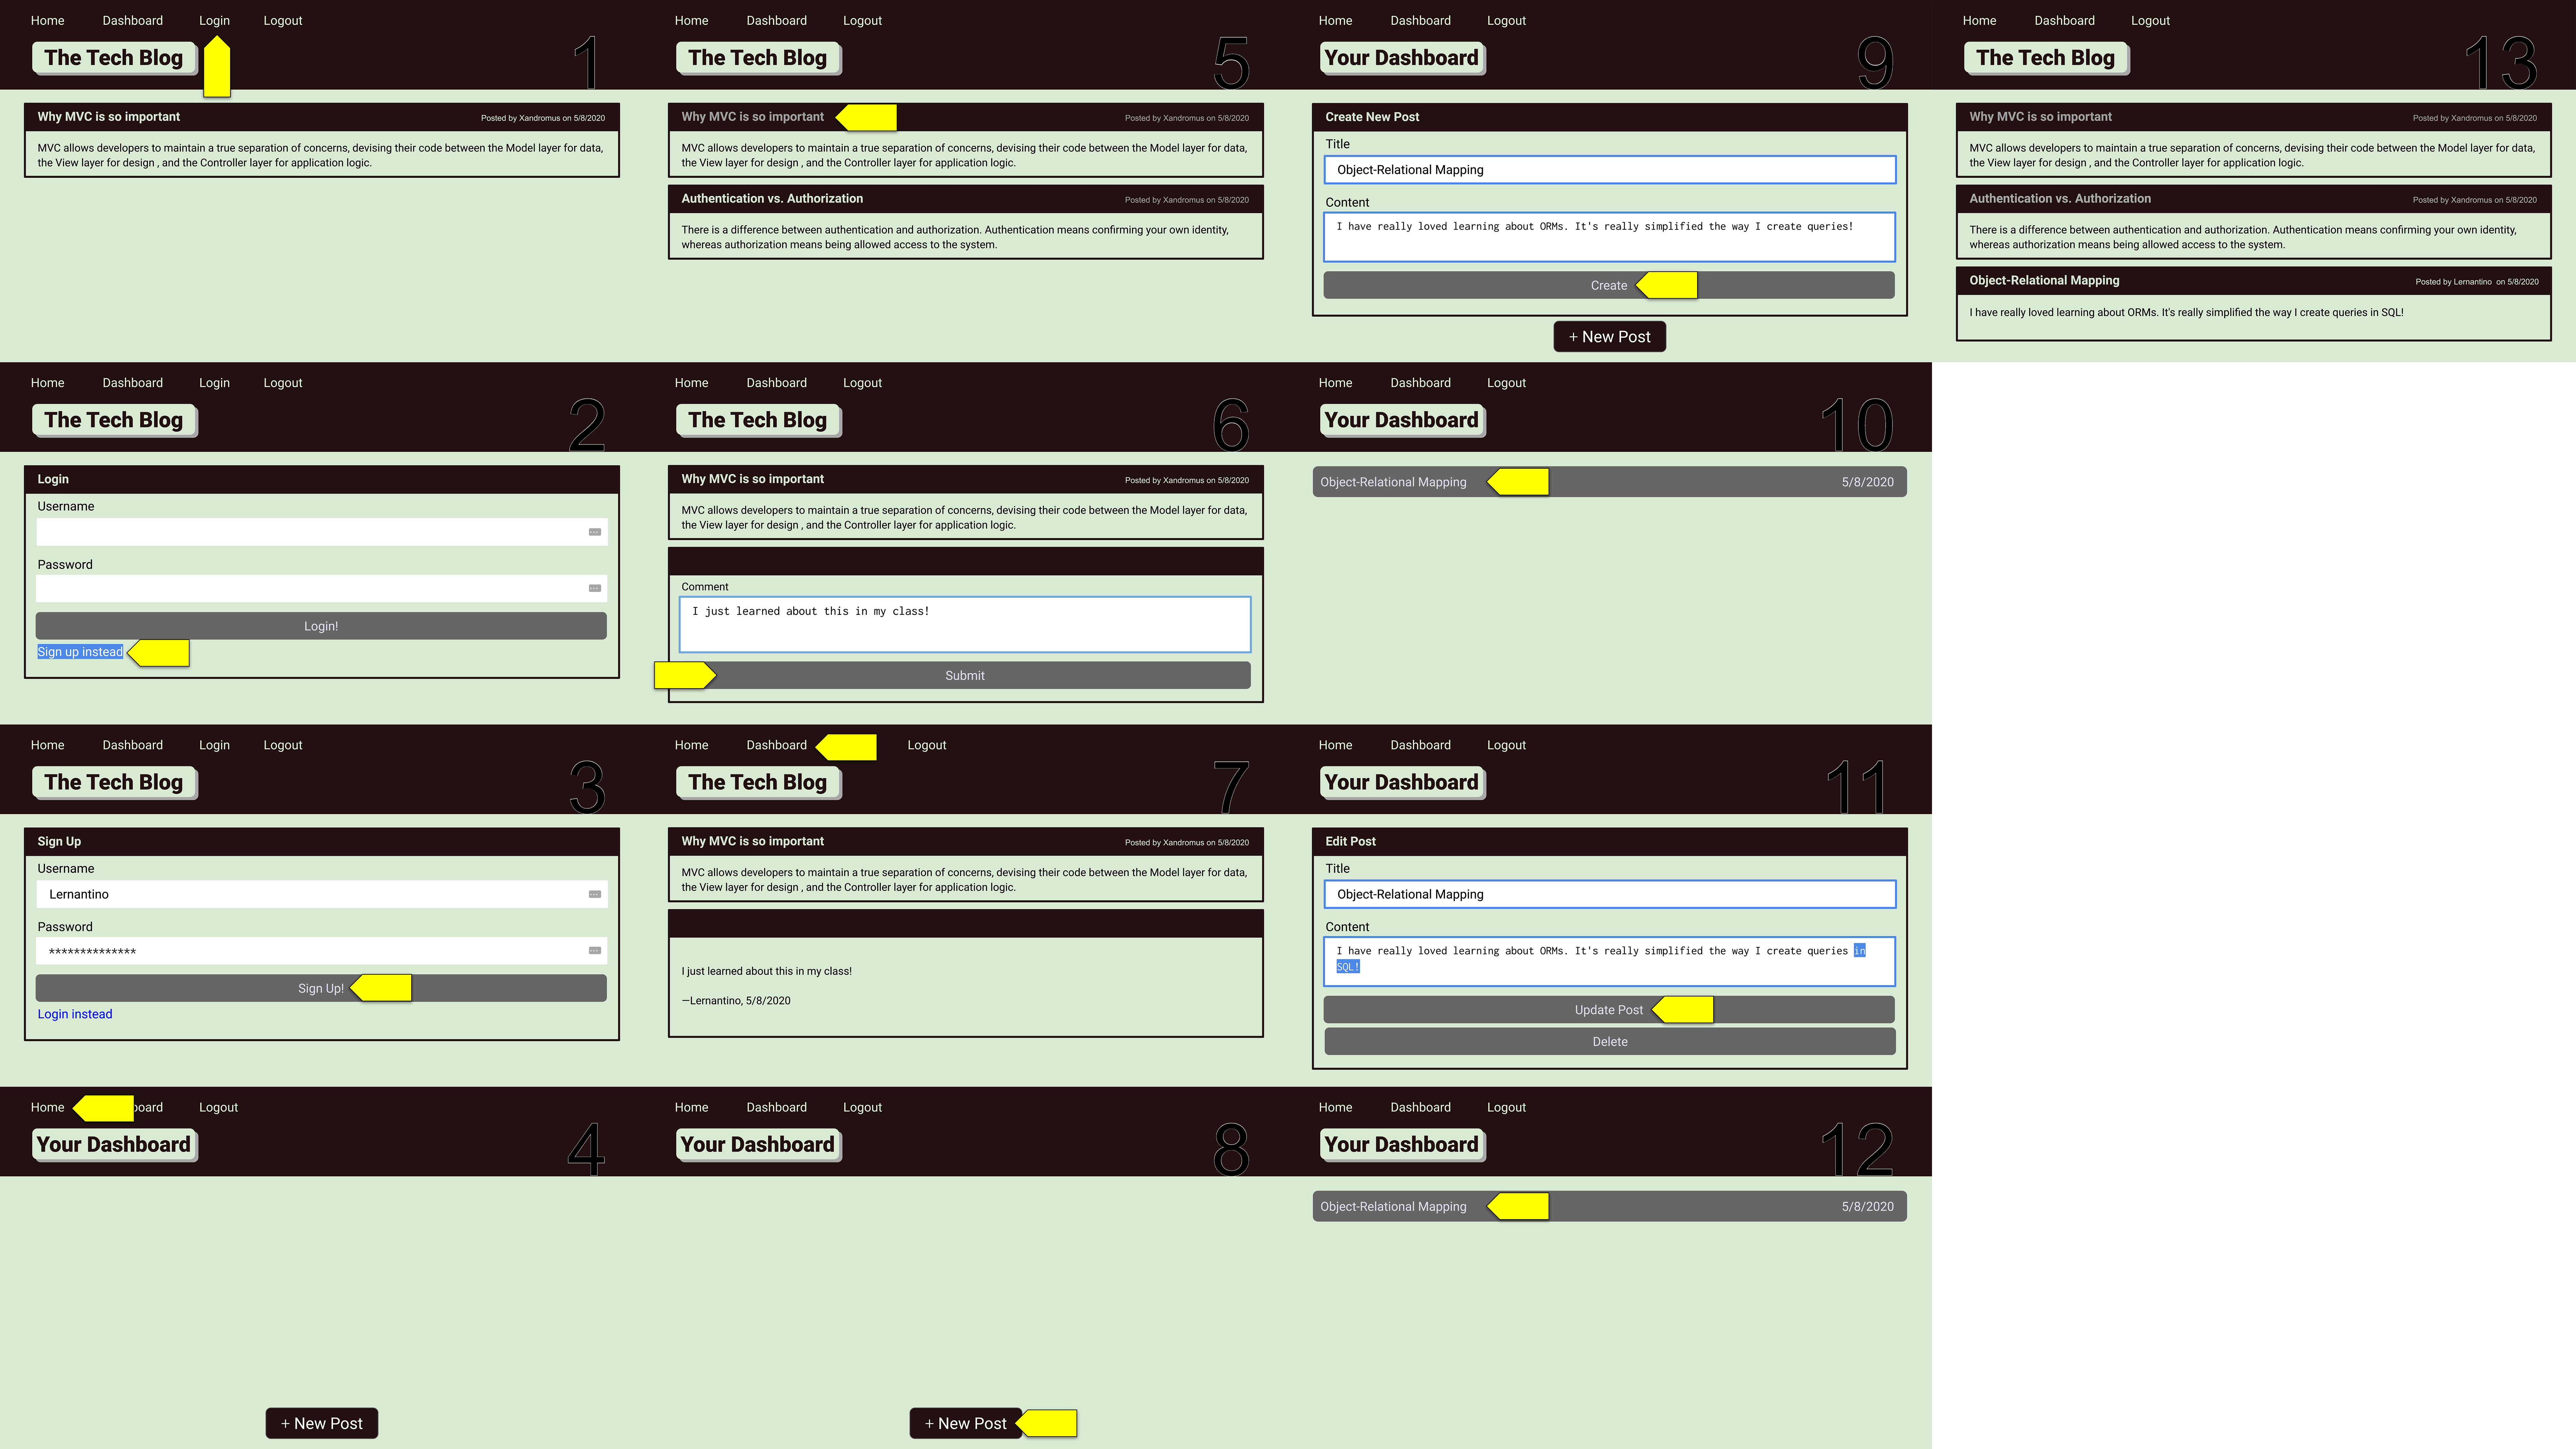 Home Dashboard Login Logout
The Tech Blog
1
Why MVC is so important Posted by Xandromus on 5/8/2020
MVC allows developers to maintain a true separation of concerns, devising their code between the Model layer for data,
the View layer for design , and the Controller layer for application logic.
Home Dashboard Login Logout
The Tech Blog
2
Login
Username
Password
Login!
Sign up instead
Home Dashboard Login Logout
The Tech Blog
3
Sign Up
Username
Lernantino
Password
**************
Sign Up!
Login instead
Home board Logout
Your Dashboard
4
+ New Post
Home Dashboard Logout
The Tech Blog
5
Why MVC is so important Posted by Xandromus on 5/8/2020
MVC allows developers to maintain a true separation of concerns, devising their code between the Model layer for data,
the View layer for design , and the Controller layer for application logic.
Authentication vs. Authorization Posted by Xandromus on 5/8/2020
There is a difference between authentication and authorization. Authentication means confirming your own identity,
whereas authorization means being allowed access to the system.
Home Dashboard Logout
The Tech Blog
6
Why MVC is so important Posted by Xandromus on 5/8/2020
MVC allows developers to maintain a true separation of concerns, devising their code between the Model layer for data,
the View layer for design , and the Controller layer for application logic.
Comment
I just learned about this in my class!
Submit
Home Dashboard Logout
The Tech Blog
7
Why MVC is so important Posted by Xandromus on 5/8/2020
MVC allows developers to maintain a true separation of concerns, devising their code between the Model layer for data,
the View layer for design , and the Controller layer for application logic.
I just learned about this in my class!
—Lernantino, 5/8/2020
Home Dashboard Logout
Your Dashboard
8
+ New Post
Home Dashboard Logout
Your Dashboard
9
Create New Post
Title
Object-Relational Mapping
Content
I have really loved learning about ORMs. It's really simplified the way I create queries!
Create
+ New Post
Home Dashboard Logout
Your Dashboard
10
Object-Relational Mapping 5/8/2020
Home Dashboard Logout
Your Dashboard
11
Edit Post
Title
Object-Relational Mapping
Content
I have really loved learning about ORMs. It's really simplified the way I create queries in
SQL!
Update Post
Delete
Home Dashboard Logout
Your Dashboard
12
Object-Relational Mapping 5/8/2020
Home Dashboard Logout
The Tech Blog
13
Why MVC is so important Posted by Xandromus on 5/8/2020
MVC allows developers to maintain a true separation of concerns, devising their code between the Model layer for data,
the View layer for design , and the Controller layer for application logic.
Authentication vs. Authorization Posted by Xandromus on 5/8/2020
There is a difference between authentication and authorization. Authentication means confirming your own identity,
whereas authorization means being allowed access to the system.
Object-Relational Mapping Posted by Lernantino on 5/8/2020
I have really loved learning about ORMs. It's really simplified the way I create queries in SQL!